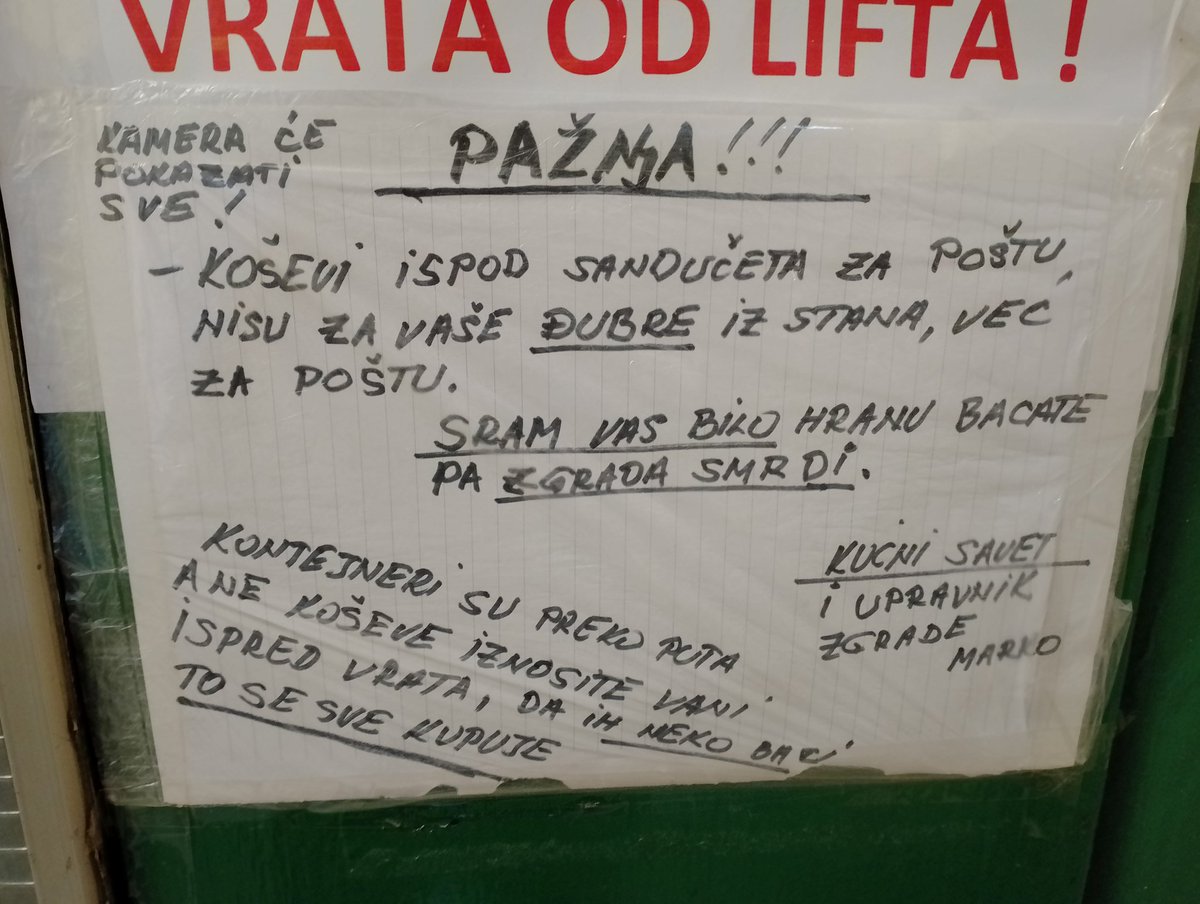 VRATA OD LIFTA !
KAMERA ĆE
POKAZATI
SVE !
PAŽNJA !!!
- KOŠEVI ISPOD SANDUČETA ZA POŠTU,
NISU ZA VAŠE ĐUBRE IZ STANA, VEĆ
ZA POŠTU.
SRAM VAS BILO HRANU BACATE
PA ZGRADA SMRDI.
KONTEJNERI SU PREKO PUTA
A NE KOŠEVE IZNOSITE VANI
ISPRED VRATA, DA IH NEKO BACI
TO SE SVE KUPUJE
KUĆNI SAVET
I UPRAVNIK
ZGRADE
MARKO